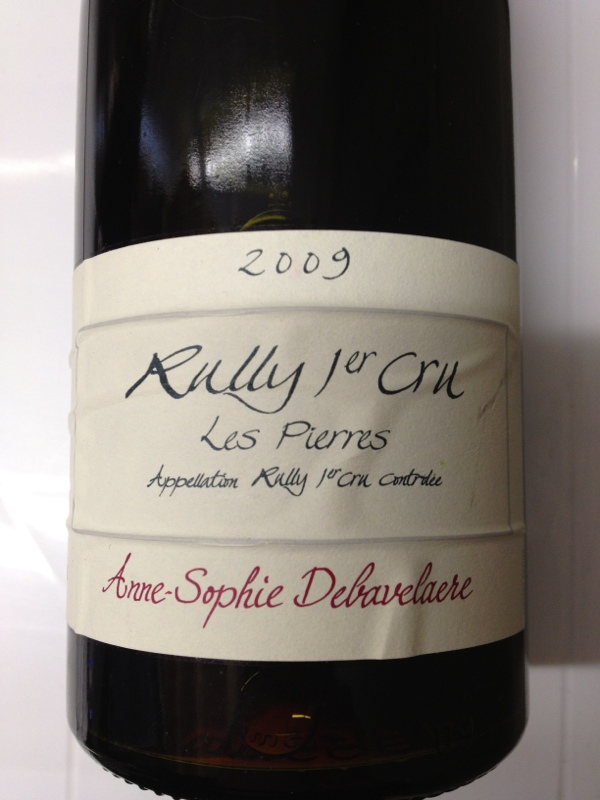 2009
Rully 1er Cru
Les Pierres
Appellation Rully 1er Cru Contrôlée
Anne-Sophie Debavelaere